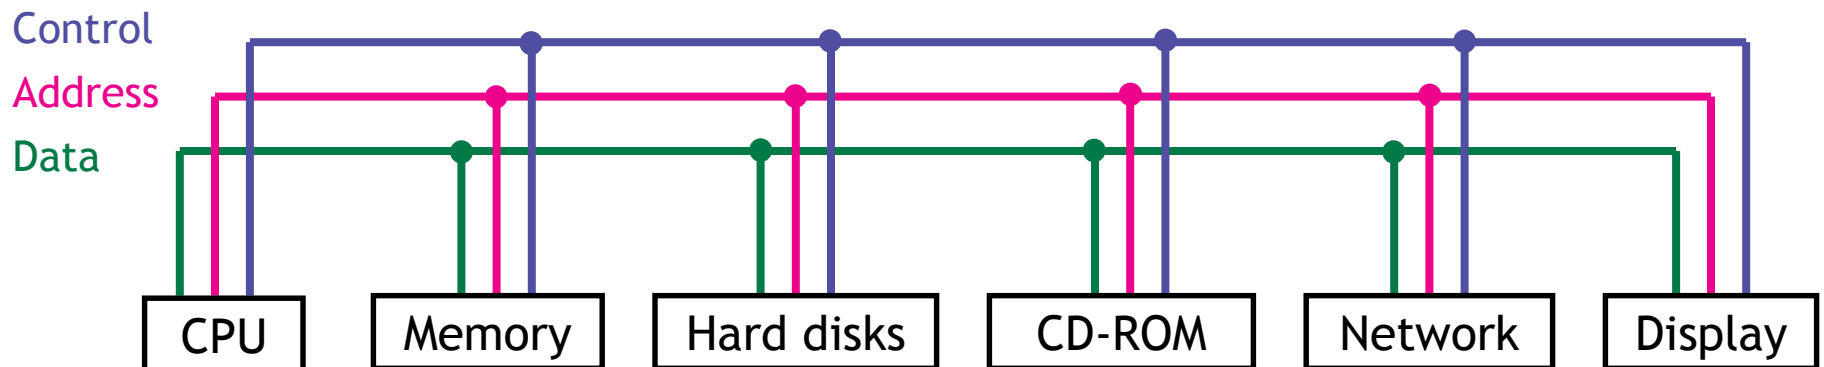 Control
Address
Data
CPU
Memory
Hard disks
CD-ROM
Network
Display